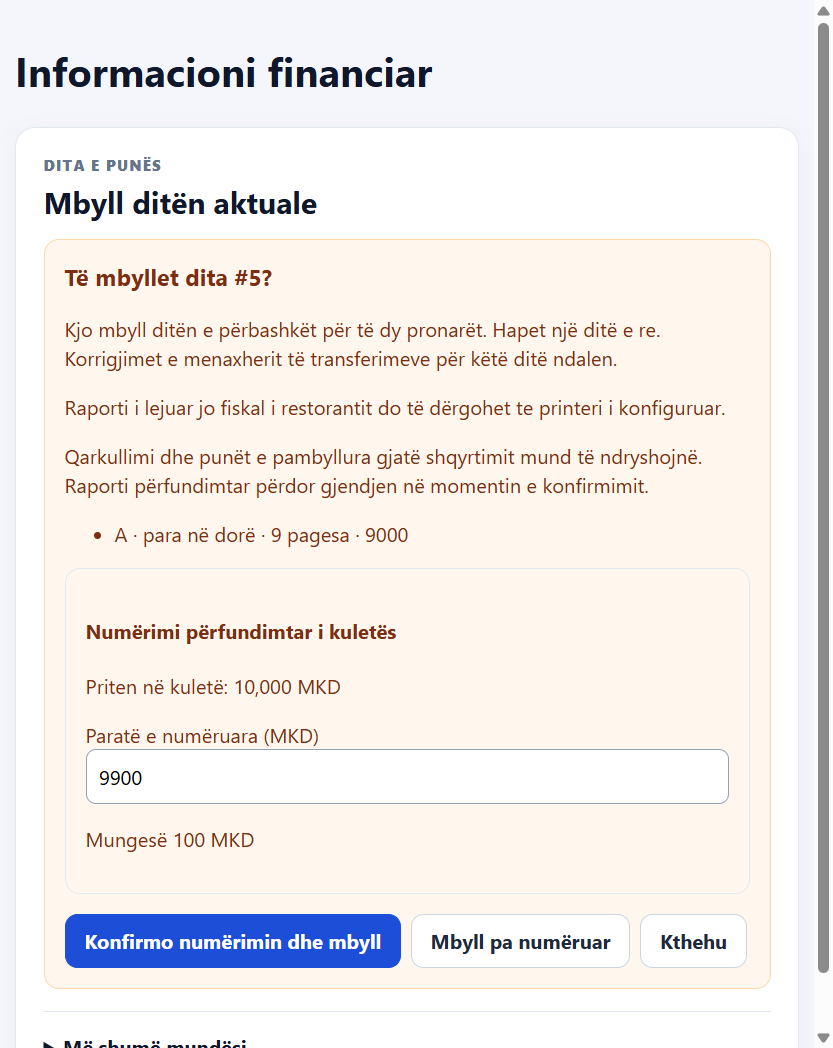 Informacioni financiar
DITA E PUNËS
Mbyll ditën aktuale
Të mbyllet dita #5?
Kjo mbyll ditën e përbashkët për të dy pronarët. Hapet një ditë e re.
Korrigjimet e menaxherit të transferimeve për këtë ditë ndalen.
Raporti i lejuar jo fiskal i restorantit do të dërgohet te printeri i konfiguruar.
Qarkullimi dhe punët e pambyllura gjatë shqyrtimit mund të ndryshojnë.
Raporti përfundimtar përdor gjendjen në momentin e konfirmimit.
• A · para në dorë · 9 pagesa · 9000
Numërimi përfundimtar i kuletës
Priten në kuletë: 10,000 MKD
Paratë e numëruara (MKD)
9900
Mungesë 100 MKD
Konfirmo numërimin dhe mbyll
Mbyll pa numëruar
Kthehu
Më shumë mundësi